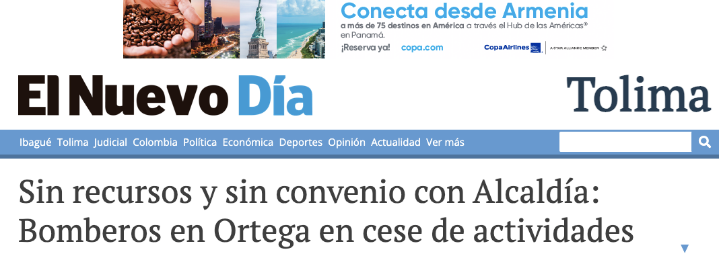 Conecta desde Armenia
a más de 75 destinos en América a través el Hub de las Américas®
en Panamá.
¡Reserva ya! copa.com CopaAirlines
El Nuevo Día Tolima
Ibagué Tolima Judicial Colombia Política Económica Deportes Opinión Actualidad Ver más
Sin recursos y sin convenio con Alcaldía:
Bomberos en Ortega en cese de actividades